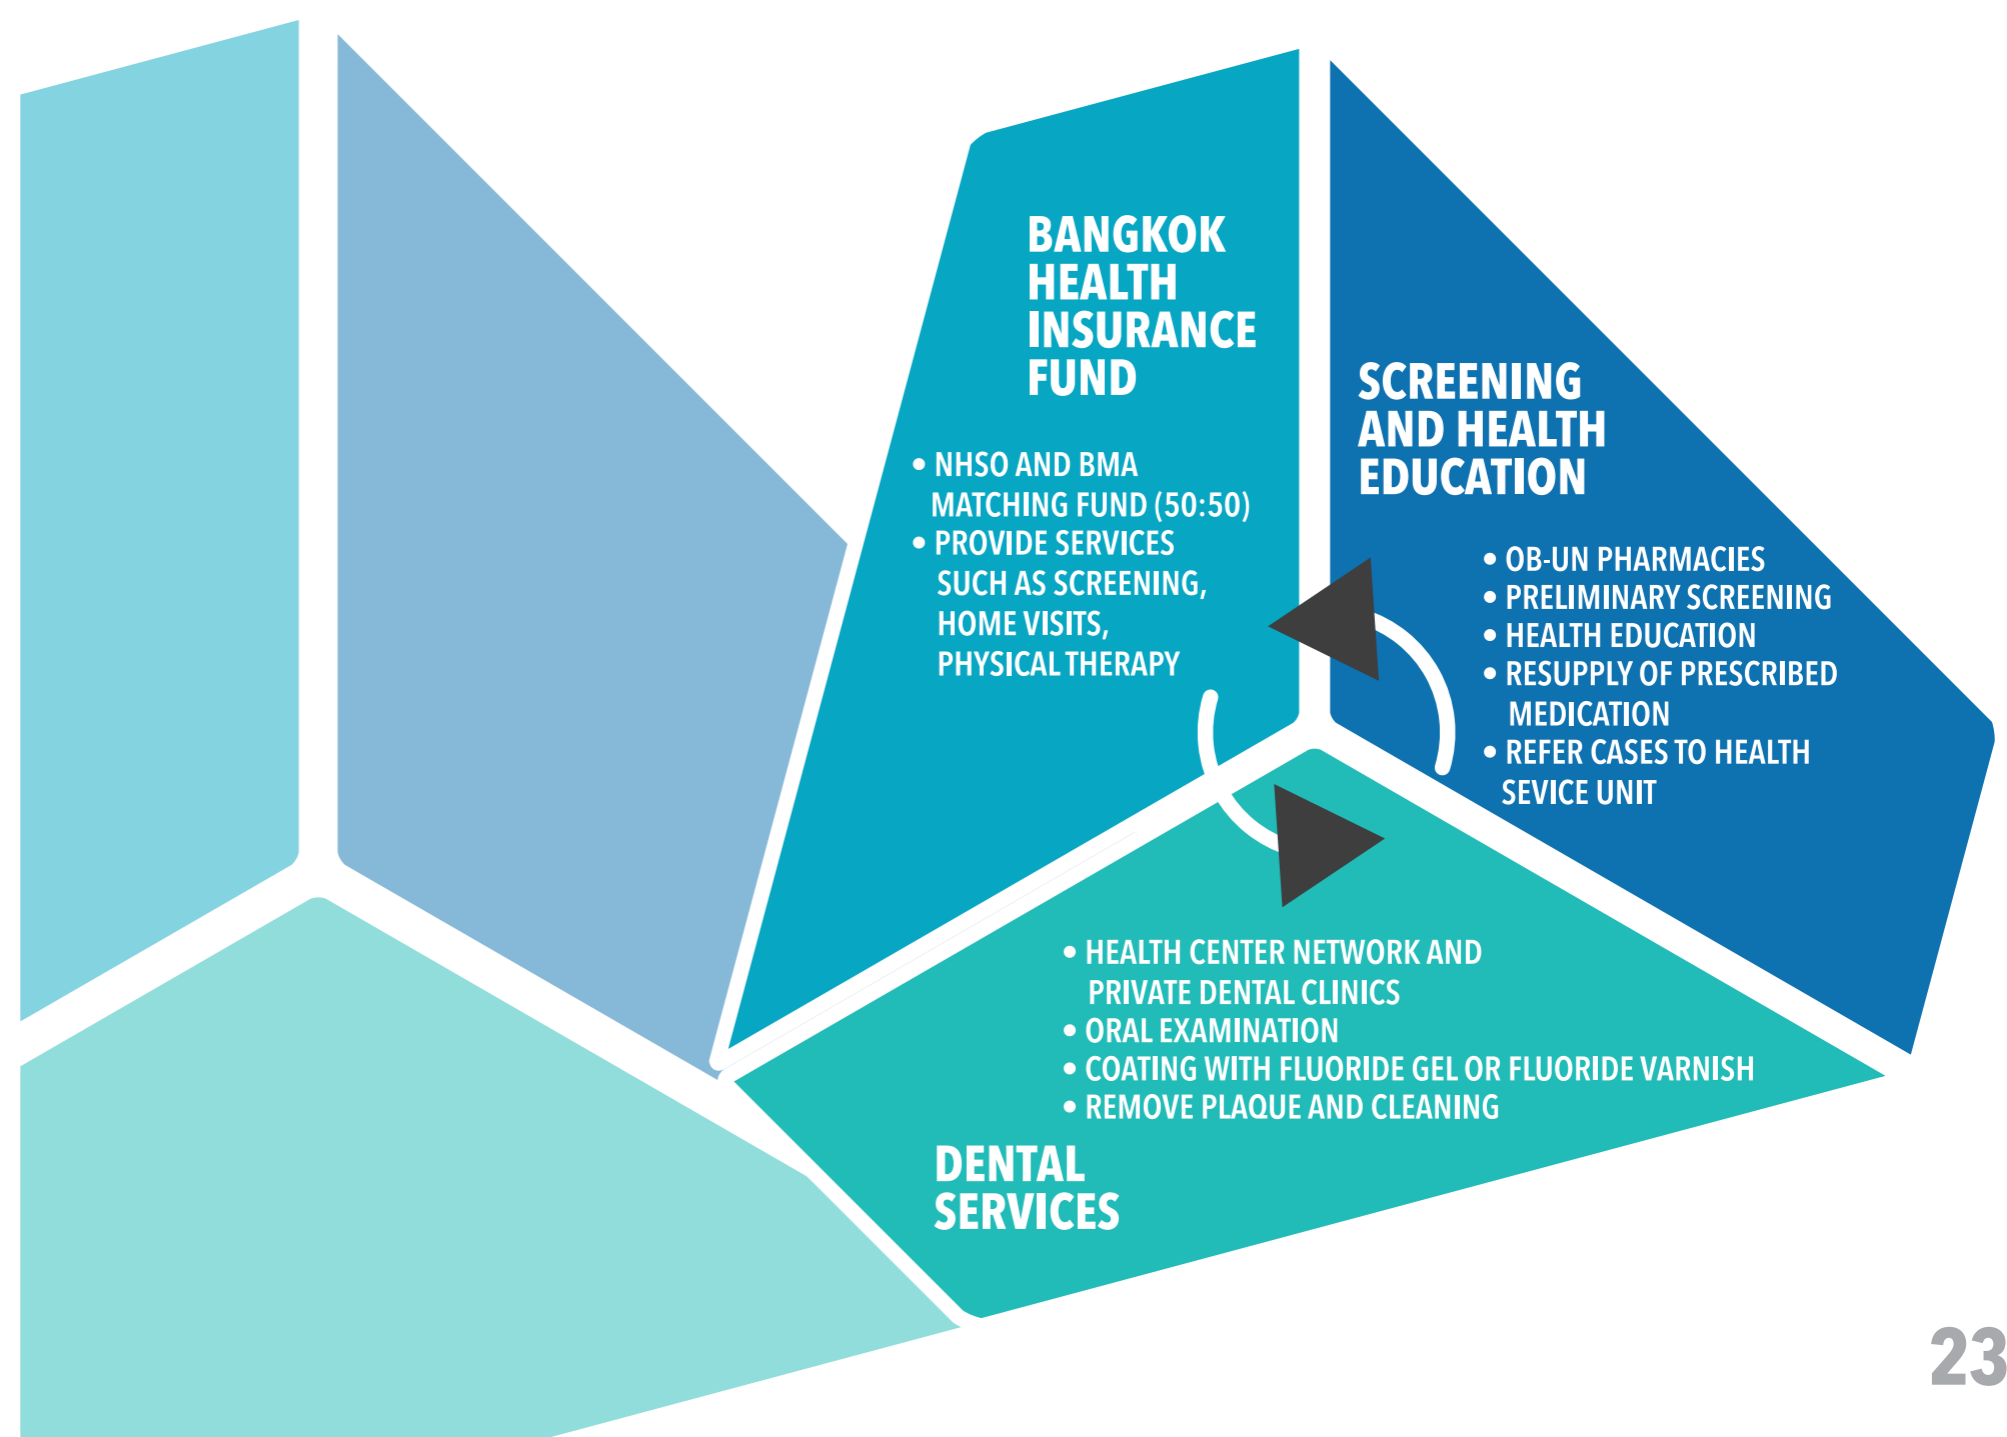 BANGKOK
HEALTH
INSURANCE
FUND
• NHSO AND BMA
MATCHING FUND (50:50)
• PROVIDE SERVICES
SUCH AS SCREENING,
HOME VISITS,
PHYSICAL THERAPY
SCREENING
AND HEALTH
EDUCATION
• OB-UN PHARMACIES
• PRELIMINARY SCREENING
• HEALTH EDUCATION
• RESUPPLY OF PRESCRIBED
MEDICATION
• REFER CASES TO HEALTH
SEVICE UNIT
• HEALTH CENTER NETWORK AND
PRIVATE DENTAL CLINICS
• ORAL EXAMINATION
• COATING WITH FLUORIDE GEL OR FLUORIDE VARNISH
• REMOVE PLAQUE AND CLEANING
DENTAL
SERVICES
23